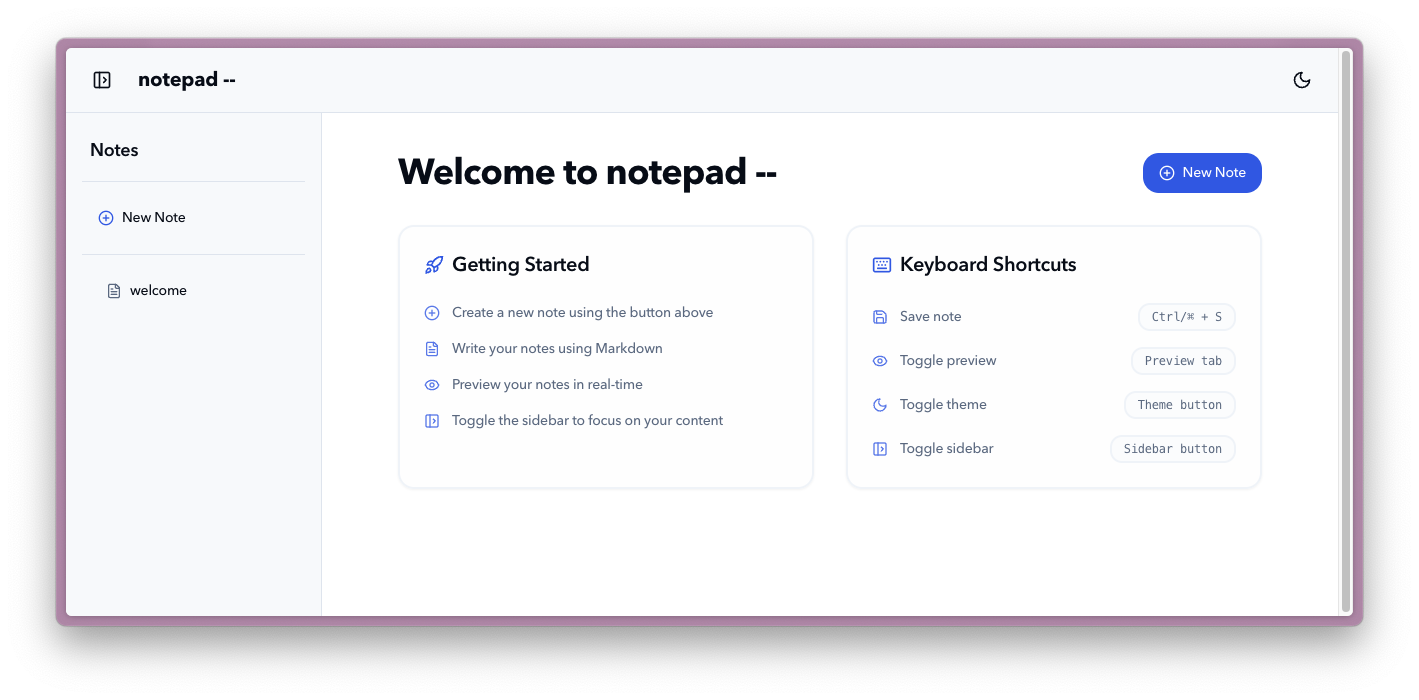 notepad --
Notes
New Note
welcome
Welcome to notepad --
New Note
Getting Started
Create a new note using the button above
Write your notes using Markdown
Preview your notes in real-time
Toggle the sidebar to focus on your content
Keyboard Shortcuts
Save note Ctrl/⌘ + S
Toggle preview Preview tab
Toggle theme Theme button
Toggle sidebar Sidebar button